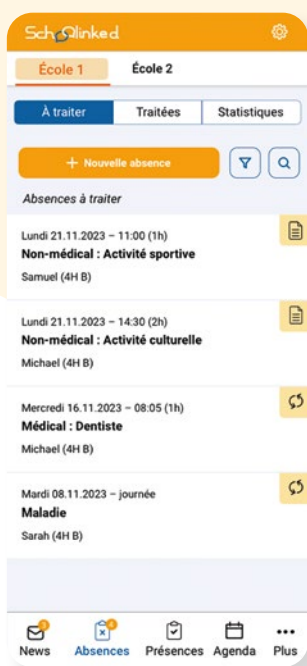 Schoolinked
École 1 École 2
À traiter Traitées Statistiques
+ Nouvelle absence
Absences à traiter
Lundi 21.11.2023 – 11:00 (1h)
Non-médical : Activité sportive
Samuel (4H B)
Lundi 21.11.2023 – 14:30 (2h)
Non-médical : Activité culturelle
Michael (4H B)
Mercredi 16.11.2023 – 08:05 (1h)
Médical : Dentiste
Michael (4H B)
Mardi 08.11.2023 – journée
Maladie
Sarah (4H B)
3 4
News Absences Présences Agenda Plus